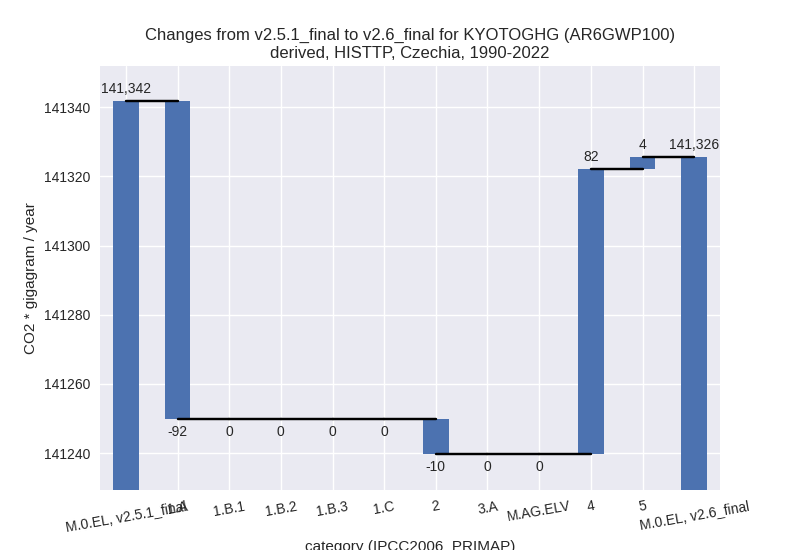 Changes from v2.5.1_final to v2.6_final for KYOTOGHG (AR6GWP100)
derived, HISTTP, Czechia, 1990-2022
CO2 * gigagram / year
141340
141320
141300
141280
141260
141240
141,342
-92
0
0
0
0
-10
0
0
82
4
141,326
M.0.EL, v2.5.1_final
1.A
1.B.1
1.B.2
1.B.3
1.C
2
3.A
M.AG.ELV
4
5
M.0.EL, v2.6_final
category (IPCC2006_PRIMAP)